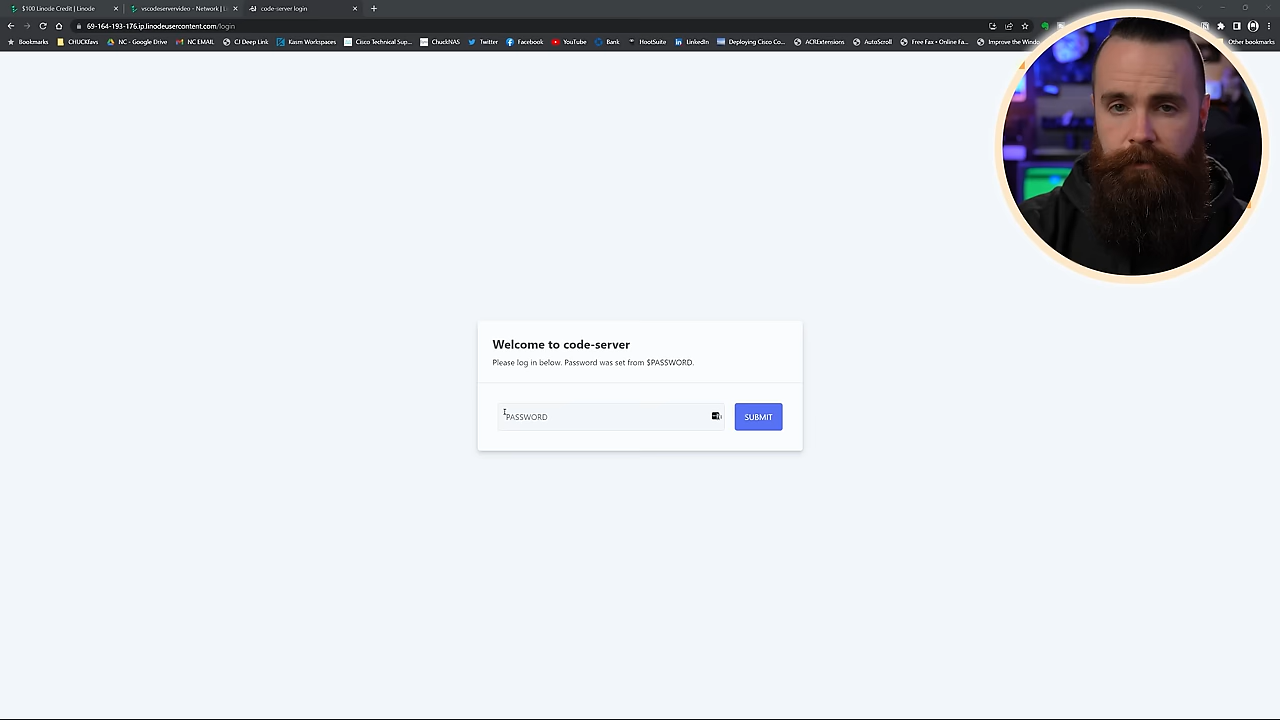 $100 Linode Credit | Linode
vscodeservervideo - Network | L
code-server login
69-164-193-176.ip.linodeusercontent.com/login
Bookmarks
CHUCKfavs
NC - Google Drive
NC EMAIL
CJ Deep Link
Kasm Workspaces
Cisco Technical Sup...
ChuckNAS
Twitter
Facebook
YouTube
Bank
HootSuite
LinkedIn
Deploying Cisco Co...
ACRExtensions
AutoScroll
Free Fax • Online Fa...
Improve the Wind
Other bookmarks
Welcome to code-server
Please log in below. Password was set from $PASSWORD.
PASSWORD
SUBMIT